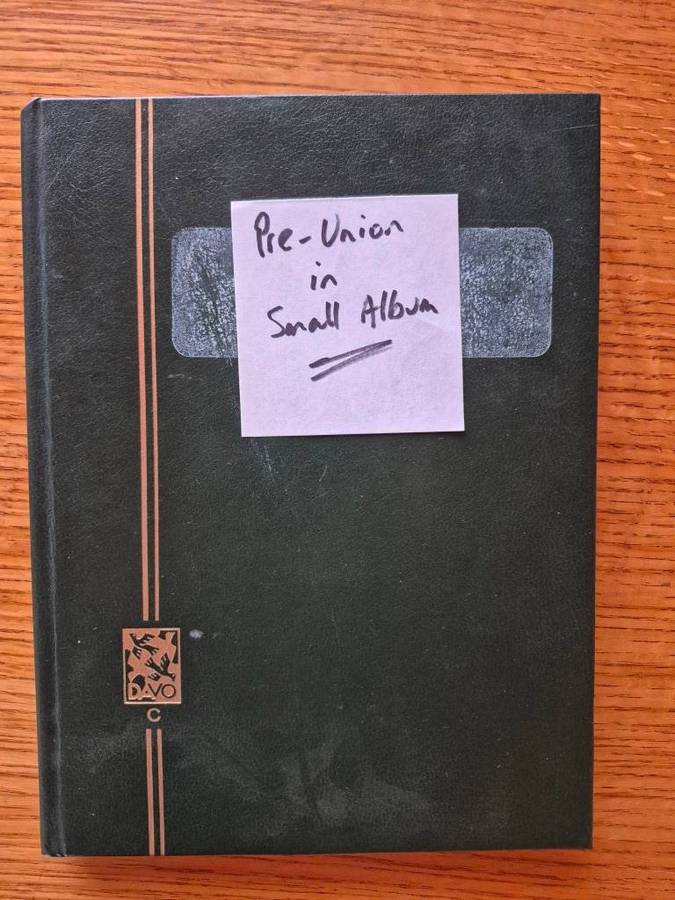 Pre-Union
in
Small Album
DAVO
C